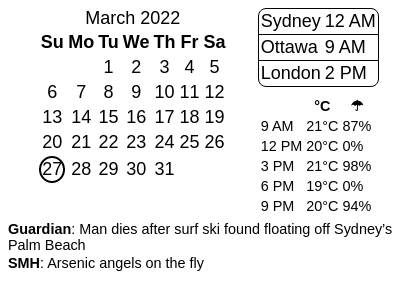 March 2022
Su Mo Tu We Th Fr Sa
1 2 3 4 5
6 7 8 9 10 11 12
13 14 15 16 17 18 19
20 21 22 23 24 25 26
27 28 29 30 31
Sydney 12 AM
Ottawa 9 AM
London 2 PM
°C ☂
9 AM 21°C 87%
12 PM 20°C 0%
3 PM 21°C 98%
6 PM 19°C 0%
9 PM 20°C 94%
Guardian: Man dies after surf ski found floating off Sydney’s
Palm Beach
SMH: Arsenic angels on the fly